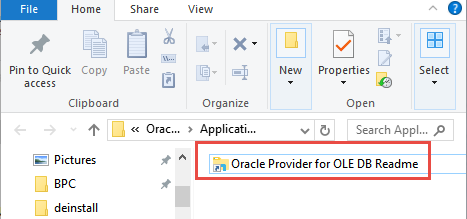 File Home Share View
Pin to Quick access
Copy
Paste
Clipboard
Organize
New
Properties
Open
Select
« Orac... > Applicati...
Search Appl...
Pictures
BPC
deinstall
Oracle Provider for OLE DB Readme